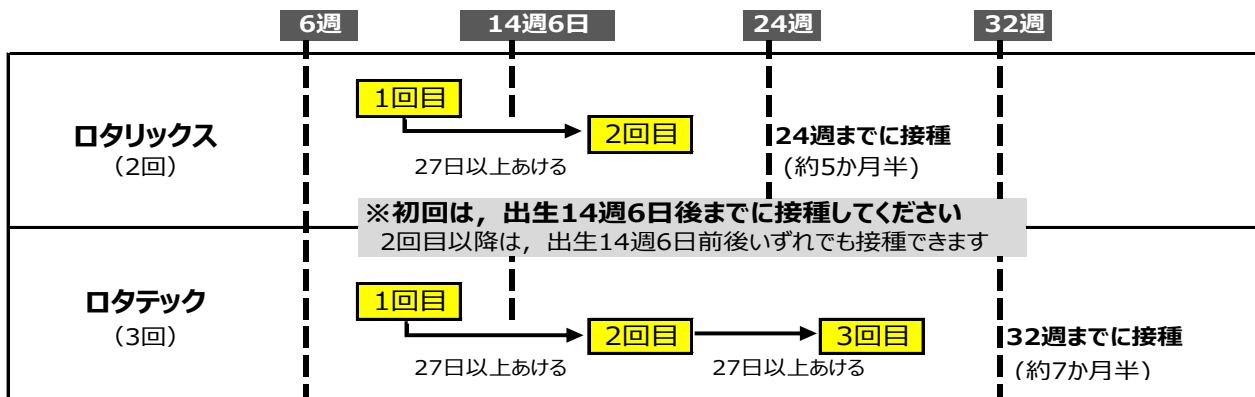 6週
14週6日
24週
32週
ロタリックス
（2回）
1回目
2回目
27日以上あける
24週までに接種
(約5か月半)
※初回は，出生14週6日後までに接種してください
2回目以降は，出生14週6日前後いずれでも接種できます
ロタテック
（3回）
1回目
2回目
3回目
27日以上あける
27日以上あける
32週までに接種
(約7か月半)